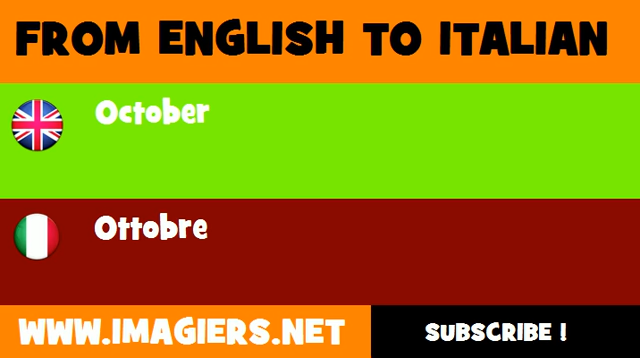 FROM ENGLISH TO ITALIAN
October
Ottobre
WWW.IMAGIERS.NET
SUBSCRIBE !